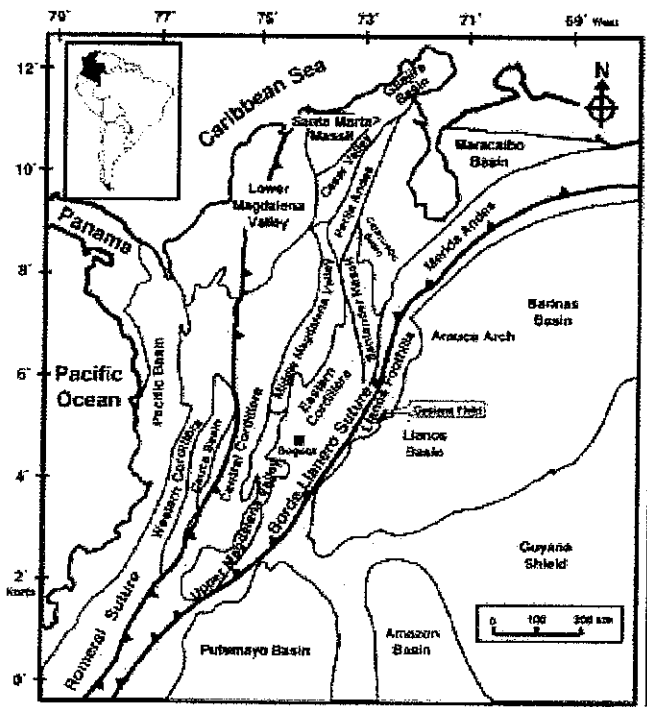 79°
77°
75°
73°
71°
69° West
12°
10°
8°
6°
4°
2°
0°
North
N
Caribbean Sea
Guajira
Basin
Santa Marta
Massif
Cesar Valley
Perija Andes
Maracaibo
Basin
Lower
Magdalena
Valley
Panama
Merida Andes
Santander Massif
Middle Magdalena Valley
Barinas
Basin
Arauca Arch
Pacific
Ocean
Pacific Basin
Eastern
Cordillera
Llanos Foothills
Llanos
Basin
Western Cordillera
Cauca Basin
Central Cordillera
Bogota
Borde Llanero Suture
Upper Magdalena Valley
Guyana
Shield
Romeral Suture
Putumayo Basin
Amazon
Basin
0 100 200 km